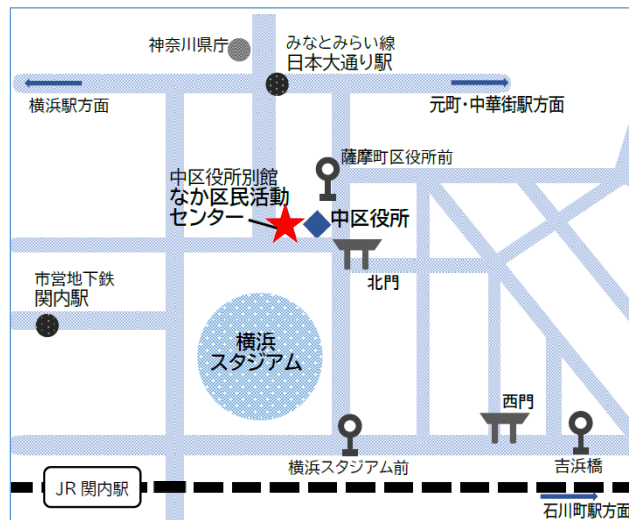 神奈川県庁
みなとみらい線
日本大通り駅
横浜駅方面
元町・中華街駅方面
薩摩町区役所前
中区役所別館
なか区民活動
センター
中区役所
北門
市営地下鉄
関内駅
横浜
スタジアム
西門
横浜スタジアム前
吉浜橋
JR 関内駅
石川町駅方面